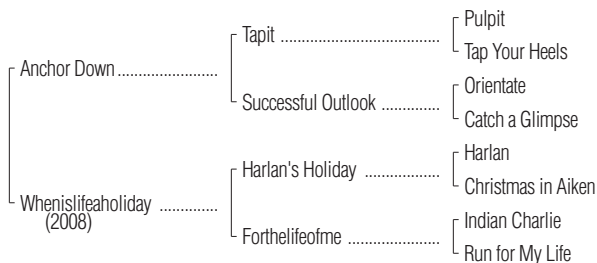 Pulpit
Tapit ........................................
Tap Your Heels
Anchor Down.........................
Orientate
Successful Outlook ...............
Catch a Glimpse
Harlan
Harlan's Holiday ...................
Christmas in Aiken
Whenislifeaholiday ...............
(2008)
Indian Charlie
Forthelifeofme .......................
Run for My Life